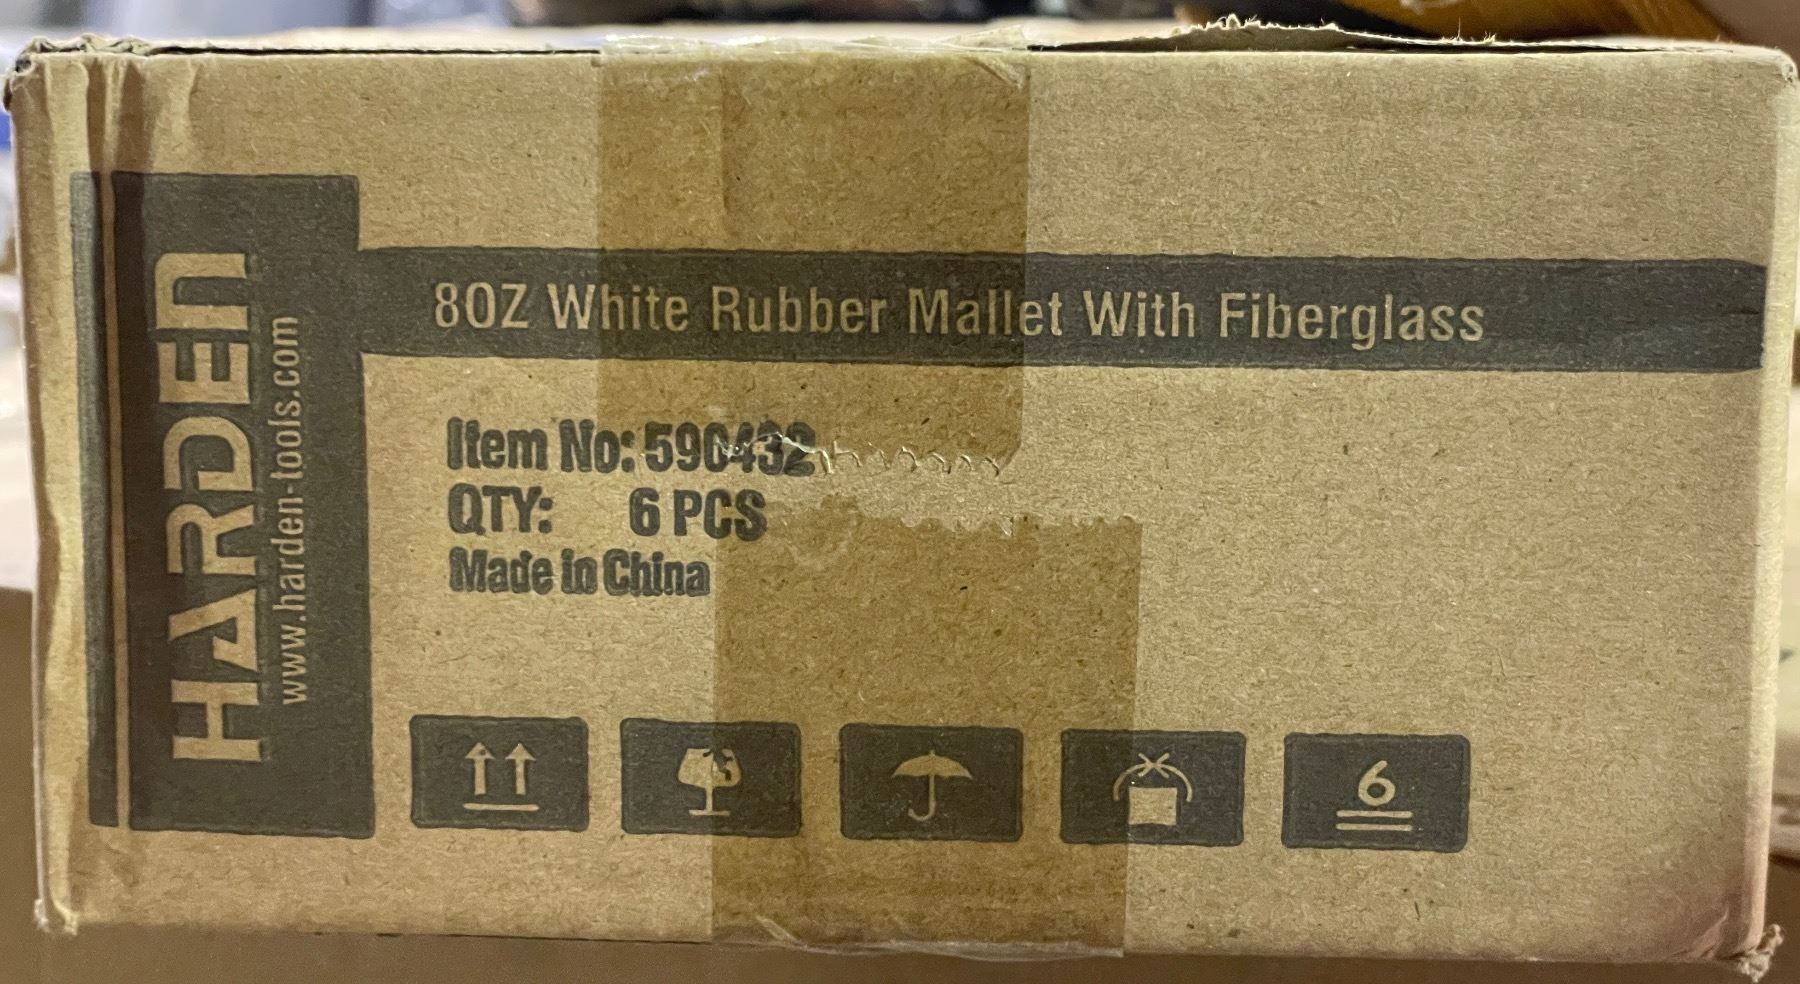 HARDEN
www.harden-tools.com
8OZ White Rubber Mallet With Fiberglass
Item No: 590432
QTY: 6 PCS
Made in China
6